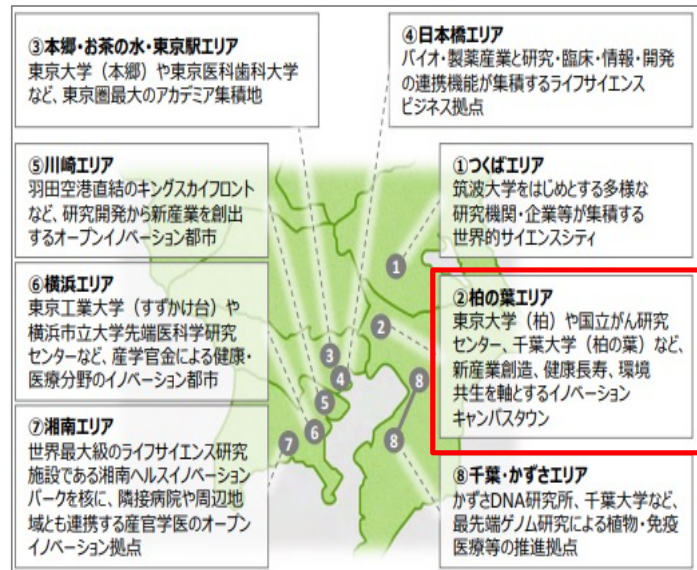 ③本郷・お茶の水・東京駅エリア
東京大学（本郷）や東京医科歯科大学
など、東京圏最大のアカデミア集積地
④日本橋エリア
バイオ・製薬産業と研究・臨床・情報・開発
の連携機能が集積するライフサイエンス
ビジネス拠点
⑤川崎エリア
羽田空港直結のキングスカイフロント
など、研究開発から新産業を創出
するオープンイノベーション都市
①つくばエリア
筑波大学をはじめとする多様な
研究機関・企業等が集積する
世界的サイエンスシティ
⑥横浜エリア
東京工業大学（すずかけ台）や
横浜市立大学先端医科学研究
センターなど、産学官金による健康・
医療分野のイノベーション都市
②柏の葉エリア
東京大学（柏）や国立がん研究
センター、千葉大学（柏の葉）など、
新産業創造、健康長寿、環境
共生を軸とするイノベーション
キャンパスタウン
⑦湘南エリア
世界最大級のライフサイエンス研究
施設である湘南ヘルスイノベーション
パークを核に、隣接病院や周辺地
域とも連携する産官学医のオープン
イノベーション拠点
⑧千葉・かずさエリア
かずさDNA研究所、千葉大学など、
最先端ゲノム研究による植物・免疫
医療等の推進拠点
1
2
3
4
8
5
6
7
8